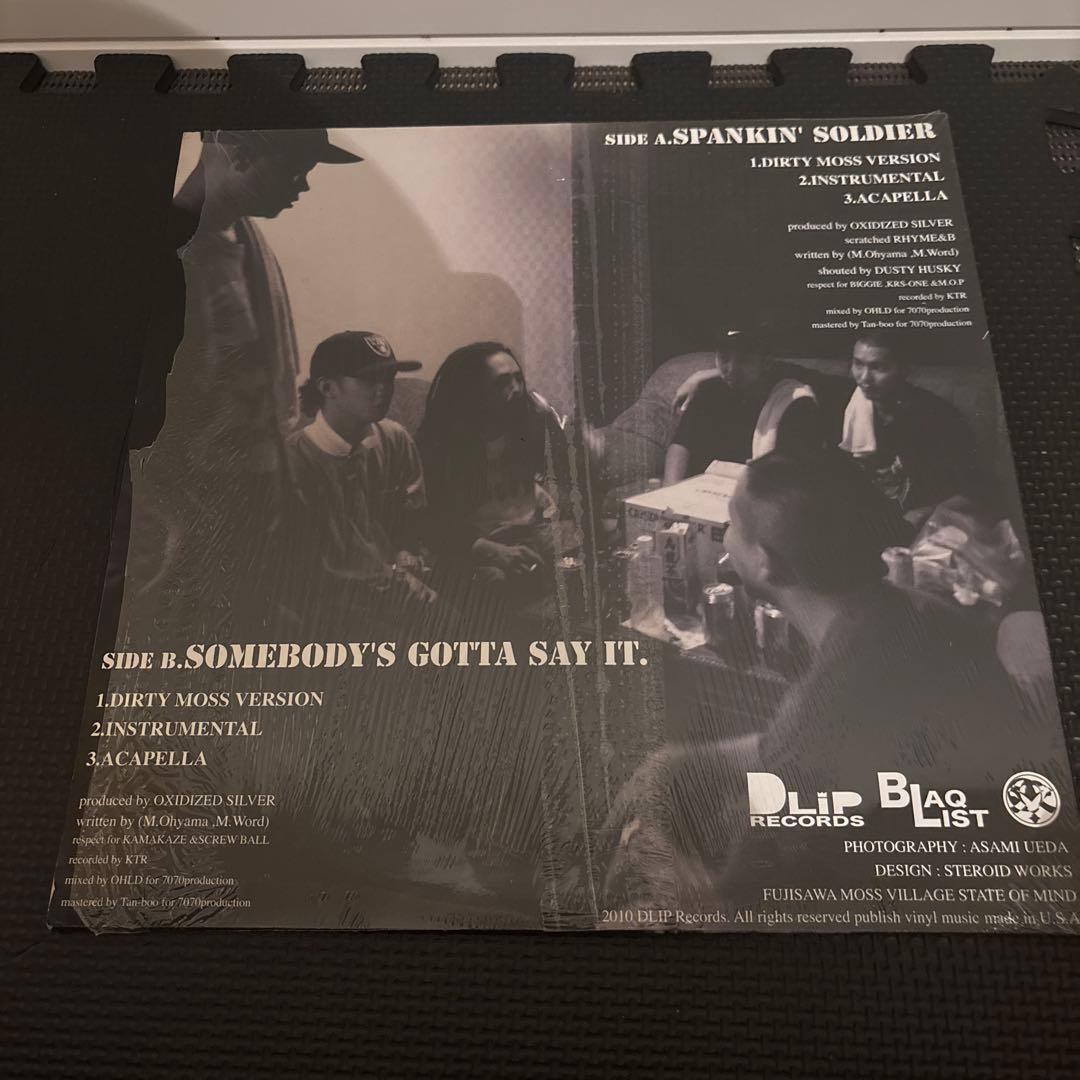 SIDE A.SPANKIN' SOLDIER
1.DIRTY MOSS VERSION
2.INSTRUMENTAL
3.ACAPELLA
produced by OXIDIZED SILVER
scratched RHYME&B
written by (M.Ohyama ,M.Word)
shouted by DUSTY HUSKY
respect for BIGGIE ,KRS-ONE &M.O.P
recorded by KTR
mixed by OHLD for 7070production
mastered by Tan-boo for 7070production
SIDE B.SOMEBODY'S GOTTA SAY IT.
1.DIRTY MOSS VERSION
2.INSTRUMENTAL
3.ACAPELLA
produced by OXIDIZED SILVER
written by (M.Ohyama ,M.Word)
respect for KAMAKAZE &SCREW BALL
recorded by KTR
mixed by OHLD for 7070production
mastered by Tan-boo for 7070production
DLiP RECORDS
BLAQ LIST
PHOTOGRAPHY : ASAMI UEDA
DESIGN : STEROID WORKS
FUJISAWA MOSS VILLAGE STATE OF MIND
2010 DLIP Records. All rights reserved publish vinyl music made in U.S.A